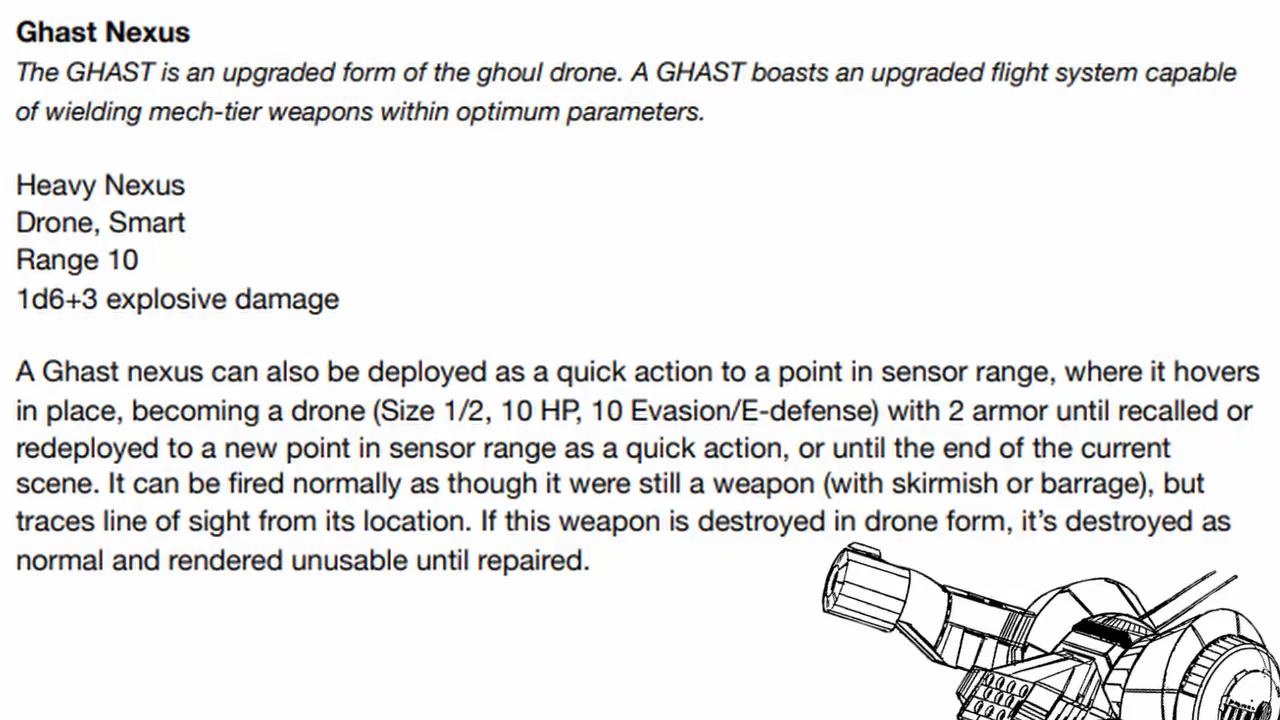 Ghast Nexus
The GHAST is an upgraded form of the ghoul drone. A GHAST boasts an upgraded flight system capable
of wielding mech-tier weapons within optimum parameters.
Heavy Nexus
Drone, Smart
Range 10
1d6+3 explosive damage
A Ghast nexus can also be deployed as a quick action to a point in sensor range, where it hovers
in place, becoming a drone (Size 1/2, 10 HP, 10 Evasion/E-defense) with 2 armor until recalled or
redeployed to a new point in sensor range as a quick action, or until the end of the current
scene. It can be fired normally as though it were still a weapon (with skirmish or barrage), but
traces line of sight from its location. If this weapon is destroyed in drone form, it’s destroyed as
normal and rendered unusable until repaired.